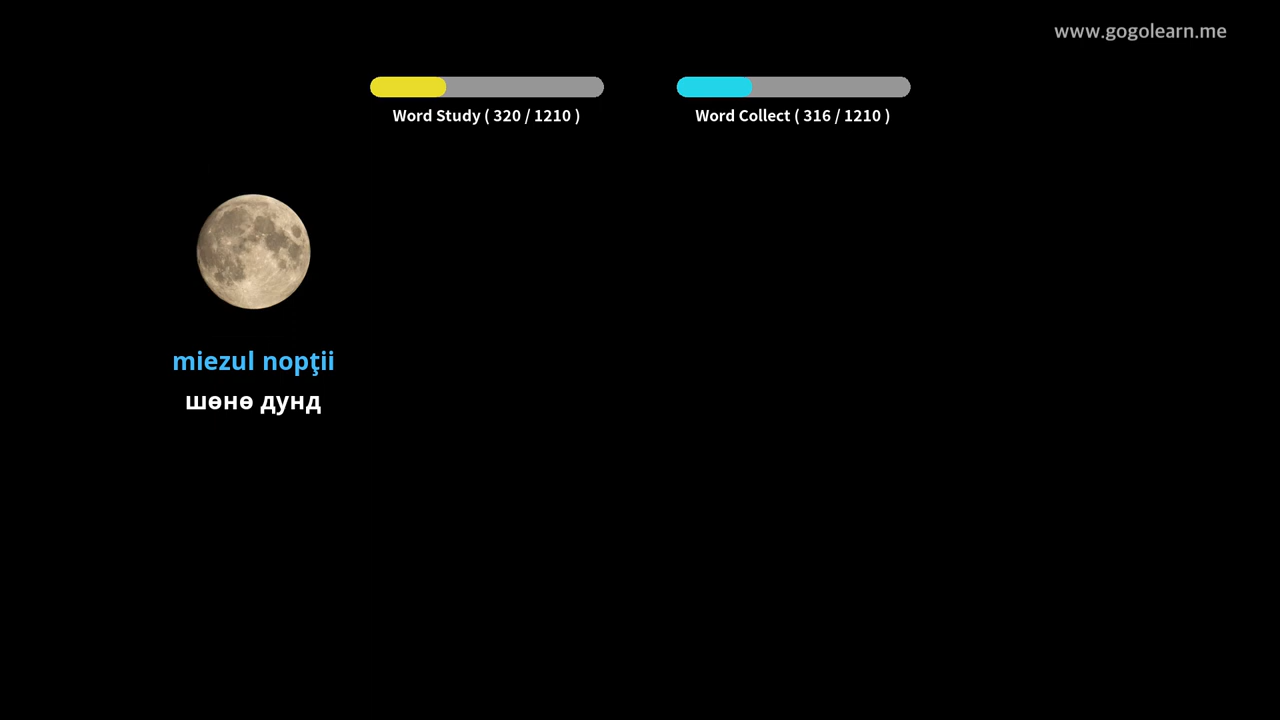 www.gogolearn.me
Word Study ( 320 / 1210 )
Word Collect ( 316 / 1210 )
miezul nopţii
шөнө дунд